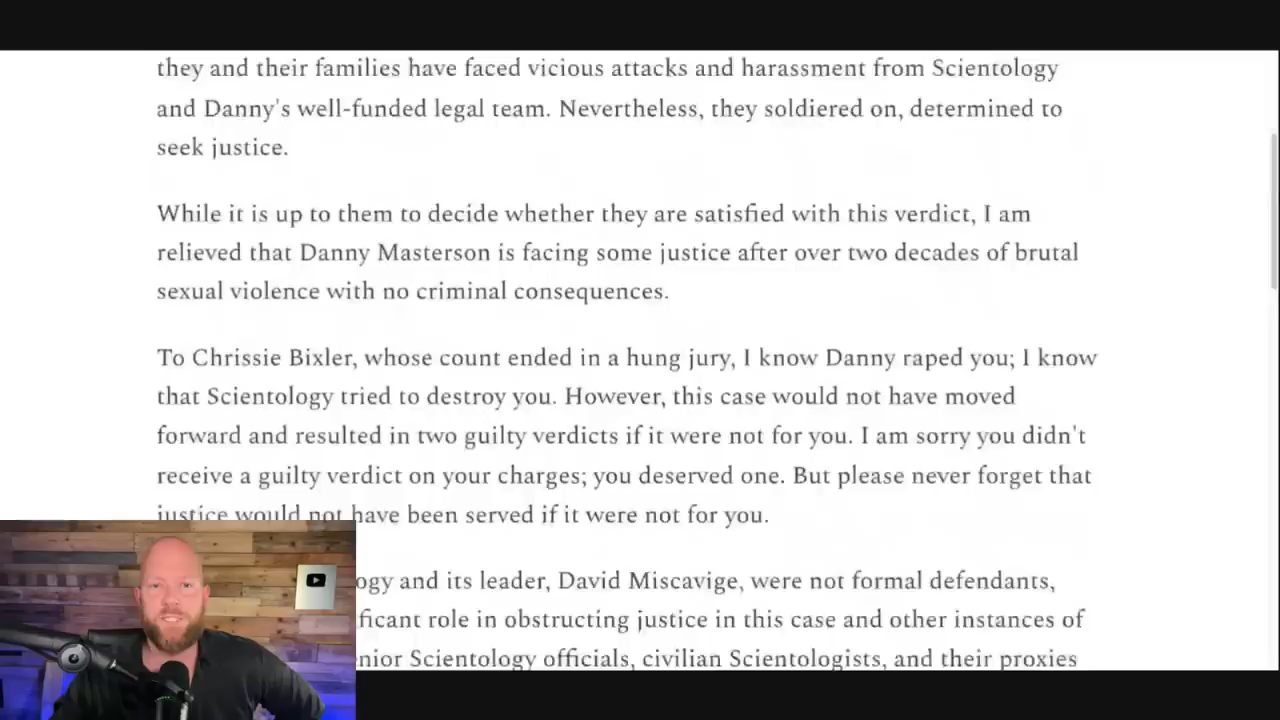 they and their families have faced vicious attacks and harassment from Scientology
and Danny's well-funded legal team. Nevertheless, they soldiered on, determined to
seek justice.
While it is up to them to decide whether they are satisfied with this verdict, I am
relieved that Danny Masterson is facing some justice after over two decades of brutal
sexual violence with no criminal consequences.
To Chrissie Bixler, whose count ended in a hung jury, I know Danny raped you; I know
that Scientology tried to destroy you. However, this case would not have moved
forward and resulted in two guilty verdicts if it were not for you. I am sorry you didn't
receive a guilty verdict on your charges; you deserved one. But please never forget that
justice would not have been served if it were not for you.
ogy and its leader, David Miscavige, were not formal defendants,
ficant role in obstructing justice in this case and other instances of
enior Scientology officials, civilian Scientologists, and their proxies